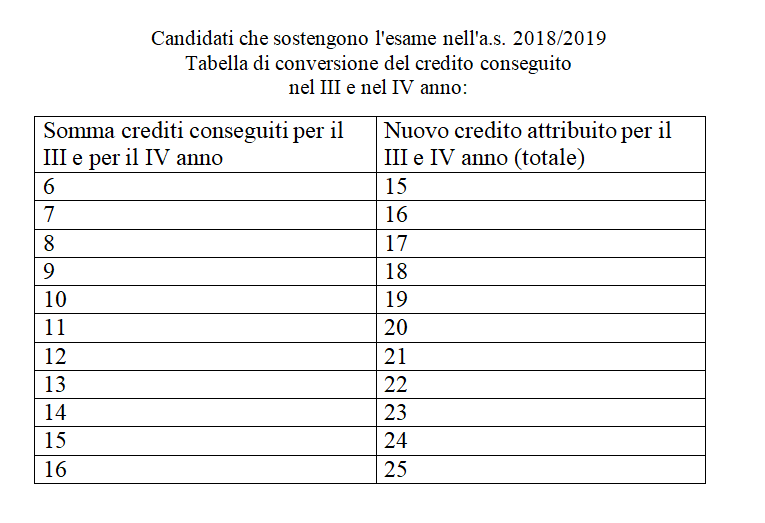 Candidati che sostengono l'esame nell'a.s. 2018/2019
Tabella di conversione del credito conseguito
nel III e nel IV anno:
Somma crediti conseguiti per il III e per il IV anno | Nuovo credito attribuito per il III e IV anno (totale)
6 | 15
7 | 16
8 | 17
9 | 18
10 | 19
11 | 20
12 | 21
13 | 22
14 | 23
15 | 24
16 | 25